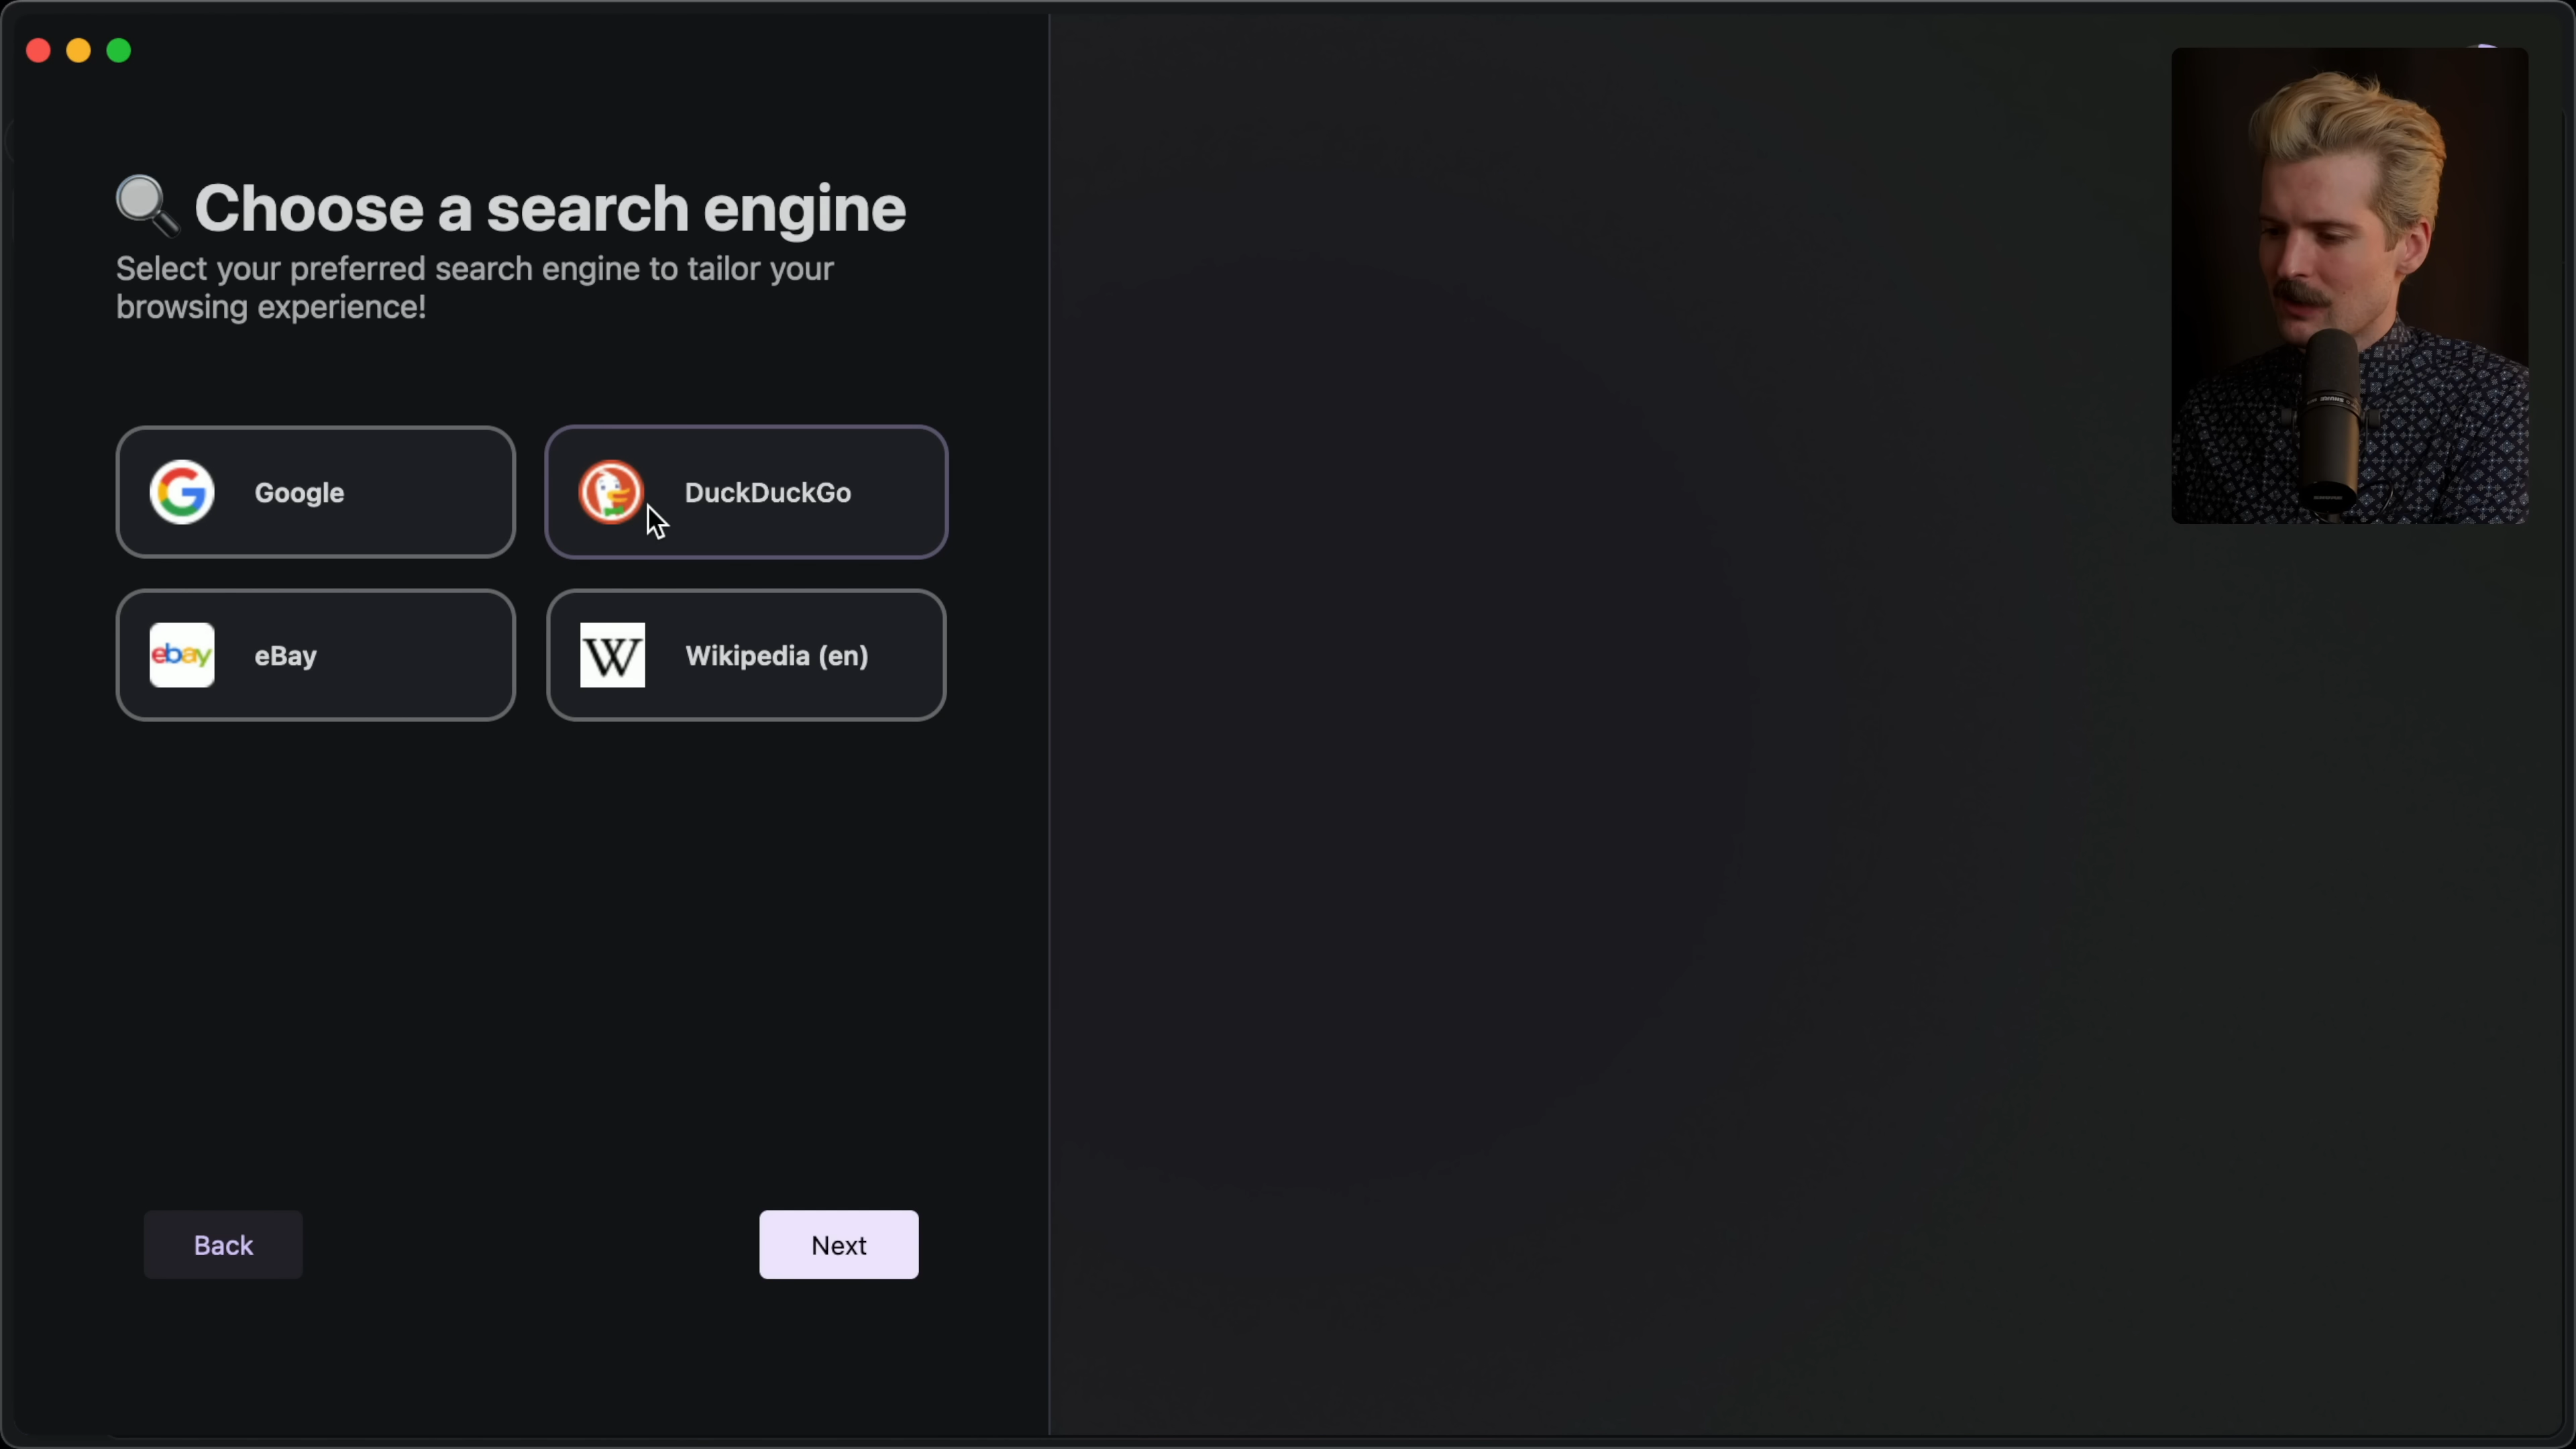 Choose a search engine
Select your preferred search engine to tailor your
browsing experience!
Google
DuckDuckGo
ebay
eBay
W
Wikipedia (en)
Back
Next